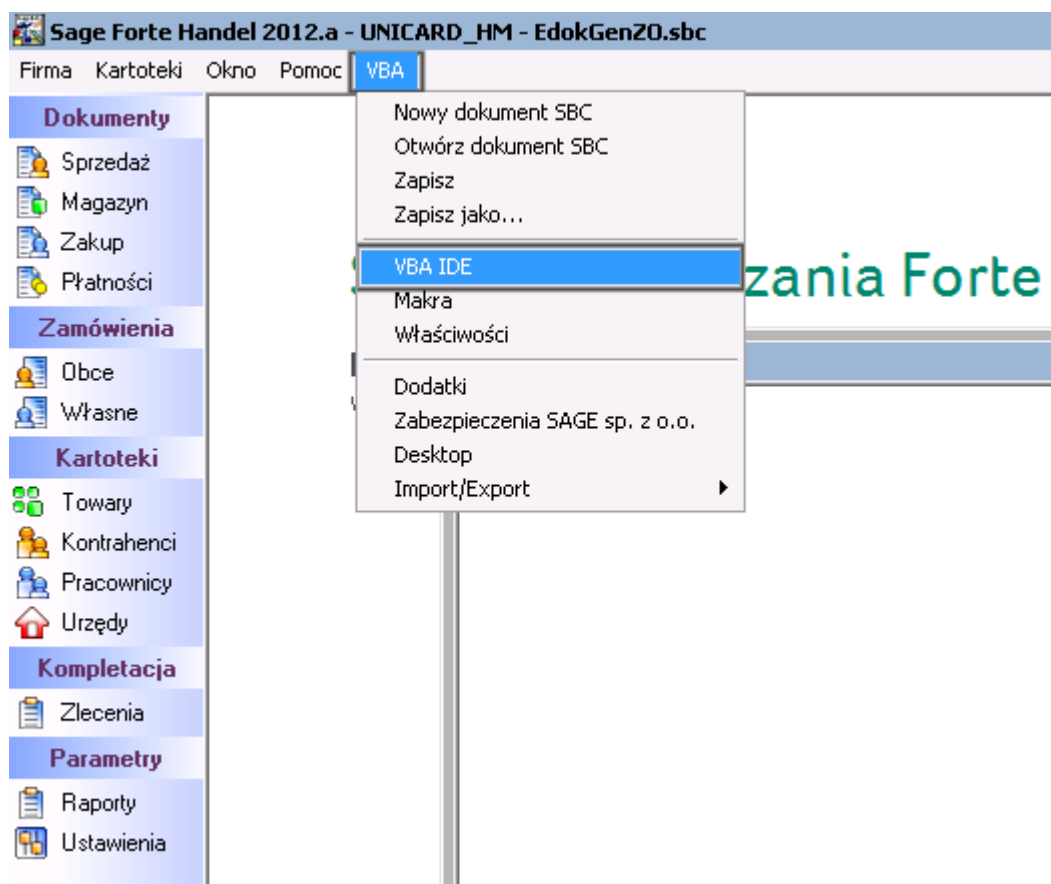 Sage Forte Handel 2012.a - UNICARD_HM - EdokGenZO.sbc
Firma Kartoteki Okno Pomoc VBA
Dokumenty
Sprzedaż
Magazyn
Zakup
Płatności
Zamówienia
Obce
Własne
Kartoteki
Towary
Kontrahenci
Pracownicy
Urzędy
Kompletacja
Zlecenia
Parametry
Raporty
Ustawienia
Nowy dokument SBC
Otwórz dokument SBC
Zapisz
Zapisz jako...
VBA IDE
Makra
Właściwości
Dodatki
Zabezpieczenia SAGE sp. z o.o.
Desktop
Import/Export
zania Forte